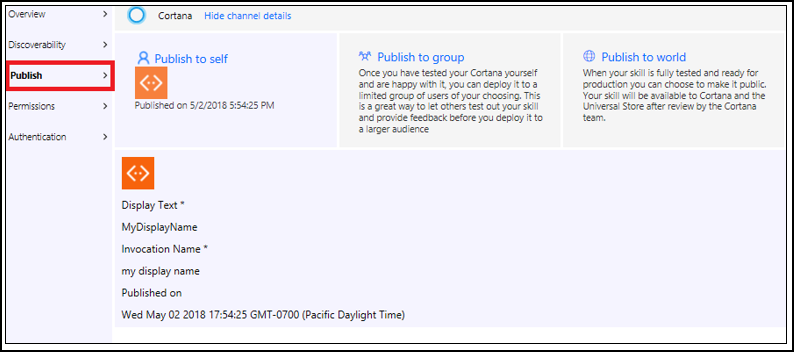 Overview
Discoverability
Publish
Permissions
Authentication
Cortana Hide channel details
Publish to self
Published on 5/2/2018 5:54:25 PM
Publish to group
Once you have tested your Cortana yourself
and are happy with it, you can deploy it to a
limited group of users of your choosing. This
is a great way to let others test out your skill
and provide feedback before you deploy it to
a larger audience
Publish to world
When your skill is fully tested and ready for
production you can choose to make it public.
Your skill will be available to Cortana and the
Universal Store after review by the Cortana
team.
Display Text *
MyDisplayName
Invocation Name *
my display name
Published on
Wed May 02 2018 17:54:25 GMT-0700 (Pacific Daylight Time)